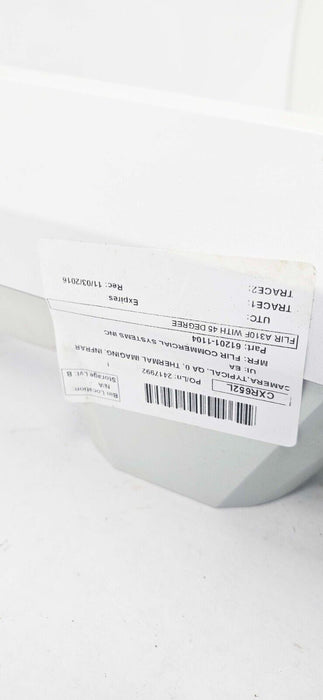 CXR652L
PO/Ln: 2417992
Bin Location:
N/A
Storage Lvl: B
CAMERA,TYPICAL, QA, 0, THERMAL IMAGING, INFRAR
UI: EA
MFR: FLIR COMMERCIAL SYSTEMS INC
Part: 61201-1104
FLIR A310F WITH 45 DEGREE
UTC:
Expires
TRACE1:
TRACE2:
Rec: 11/03/2016